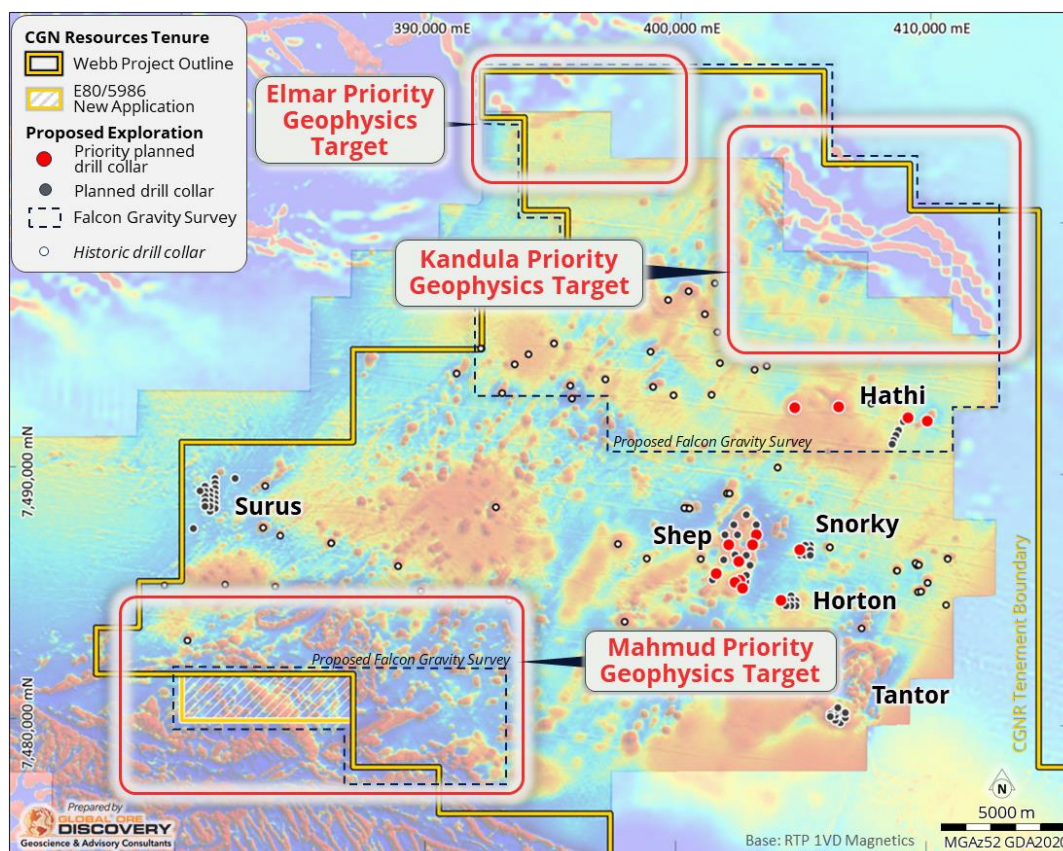 CGN Resources Tenure
Webb Project Outline
E80/5986
New Application
Proposed Exploration
Priority planned
drill collar
Planned drill collar
Falcon Gravity Survey
Historic drill collar
390,000 mE
400,000 mE
410,000 mE
Elmar Priority
Geophysics
Target
Kandula Priority
Geophysics Target
Hathi
Proposed Falcon Gravity Survey
7,490,000 mN
Surus
Shep
Snorky
Horton
Mahmud Priority
Geophysics Target
Proposed Falcon Gravity Survey
Tantor
7,480,000 mN
CGNR Tenement Boundary
N
5000 m
MGAz52 GDA2020
Base: RTP 1VD Magnetics
Prepared by
GLOBAL ORE
DISCOVERY
Geoscience & Advisory Consultants